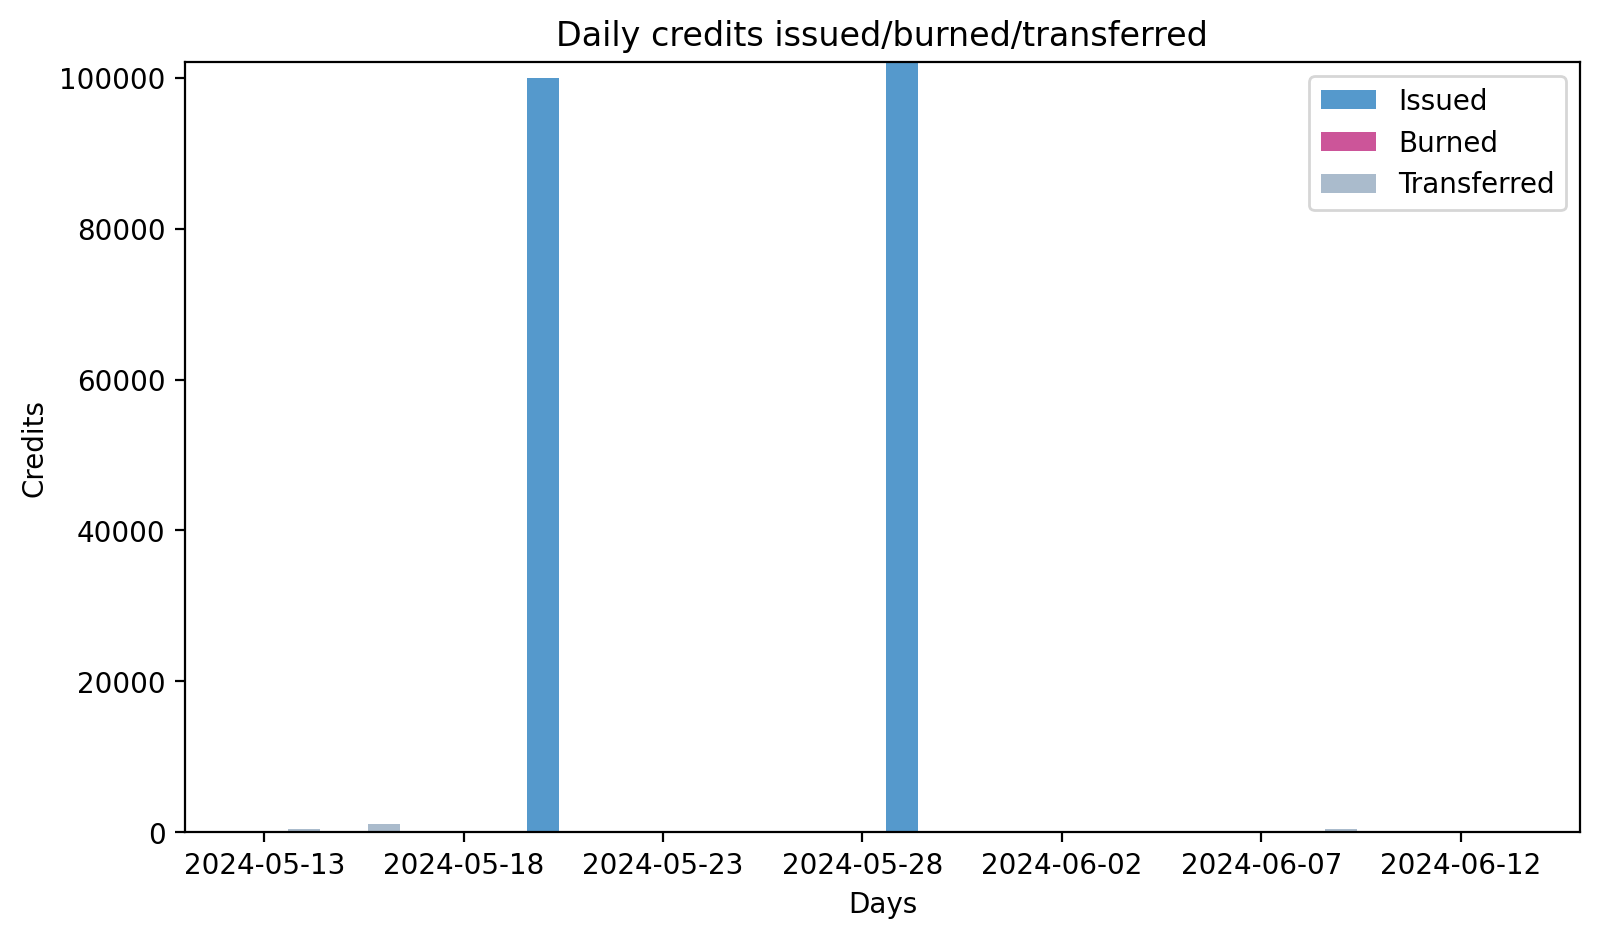 Daily credits issued/burned/transferred
100000
80000
60000
40000
20000
0
Credits
Issued
Burned
Transferred
2024-05-13 2024-05-18 2024-05-23 2024-05-28 2024-06-02 2024-06-07 2024-06-12
Days